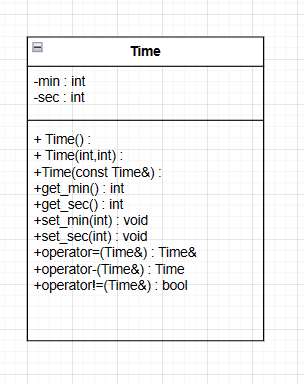 Time
-min : int
-sec : int
+ Time() :
+ Time(int,int) :
+Time(const Time&) :
+get_min() : int
+get_sec() : int
+set_min(int) : void
+set_sec(int) : void
+operator=(Time&) : Time&
+operator-(Time&) : Time
+operator!=(Time&) : bool